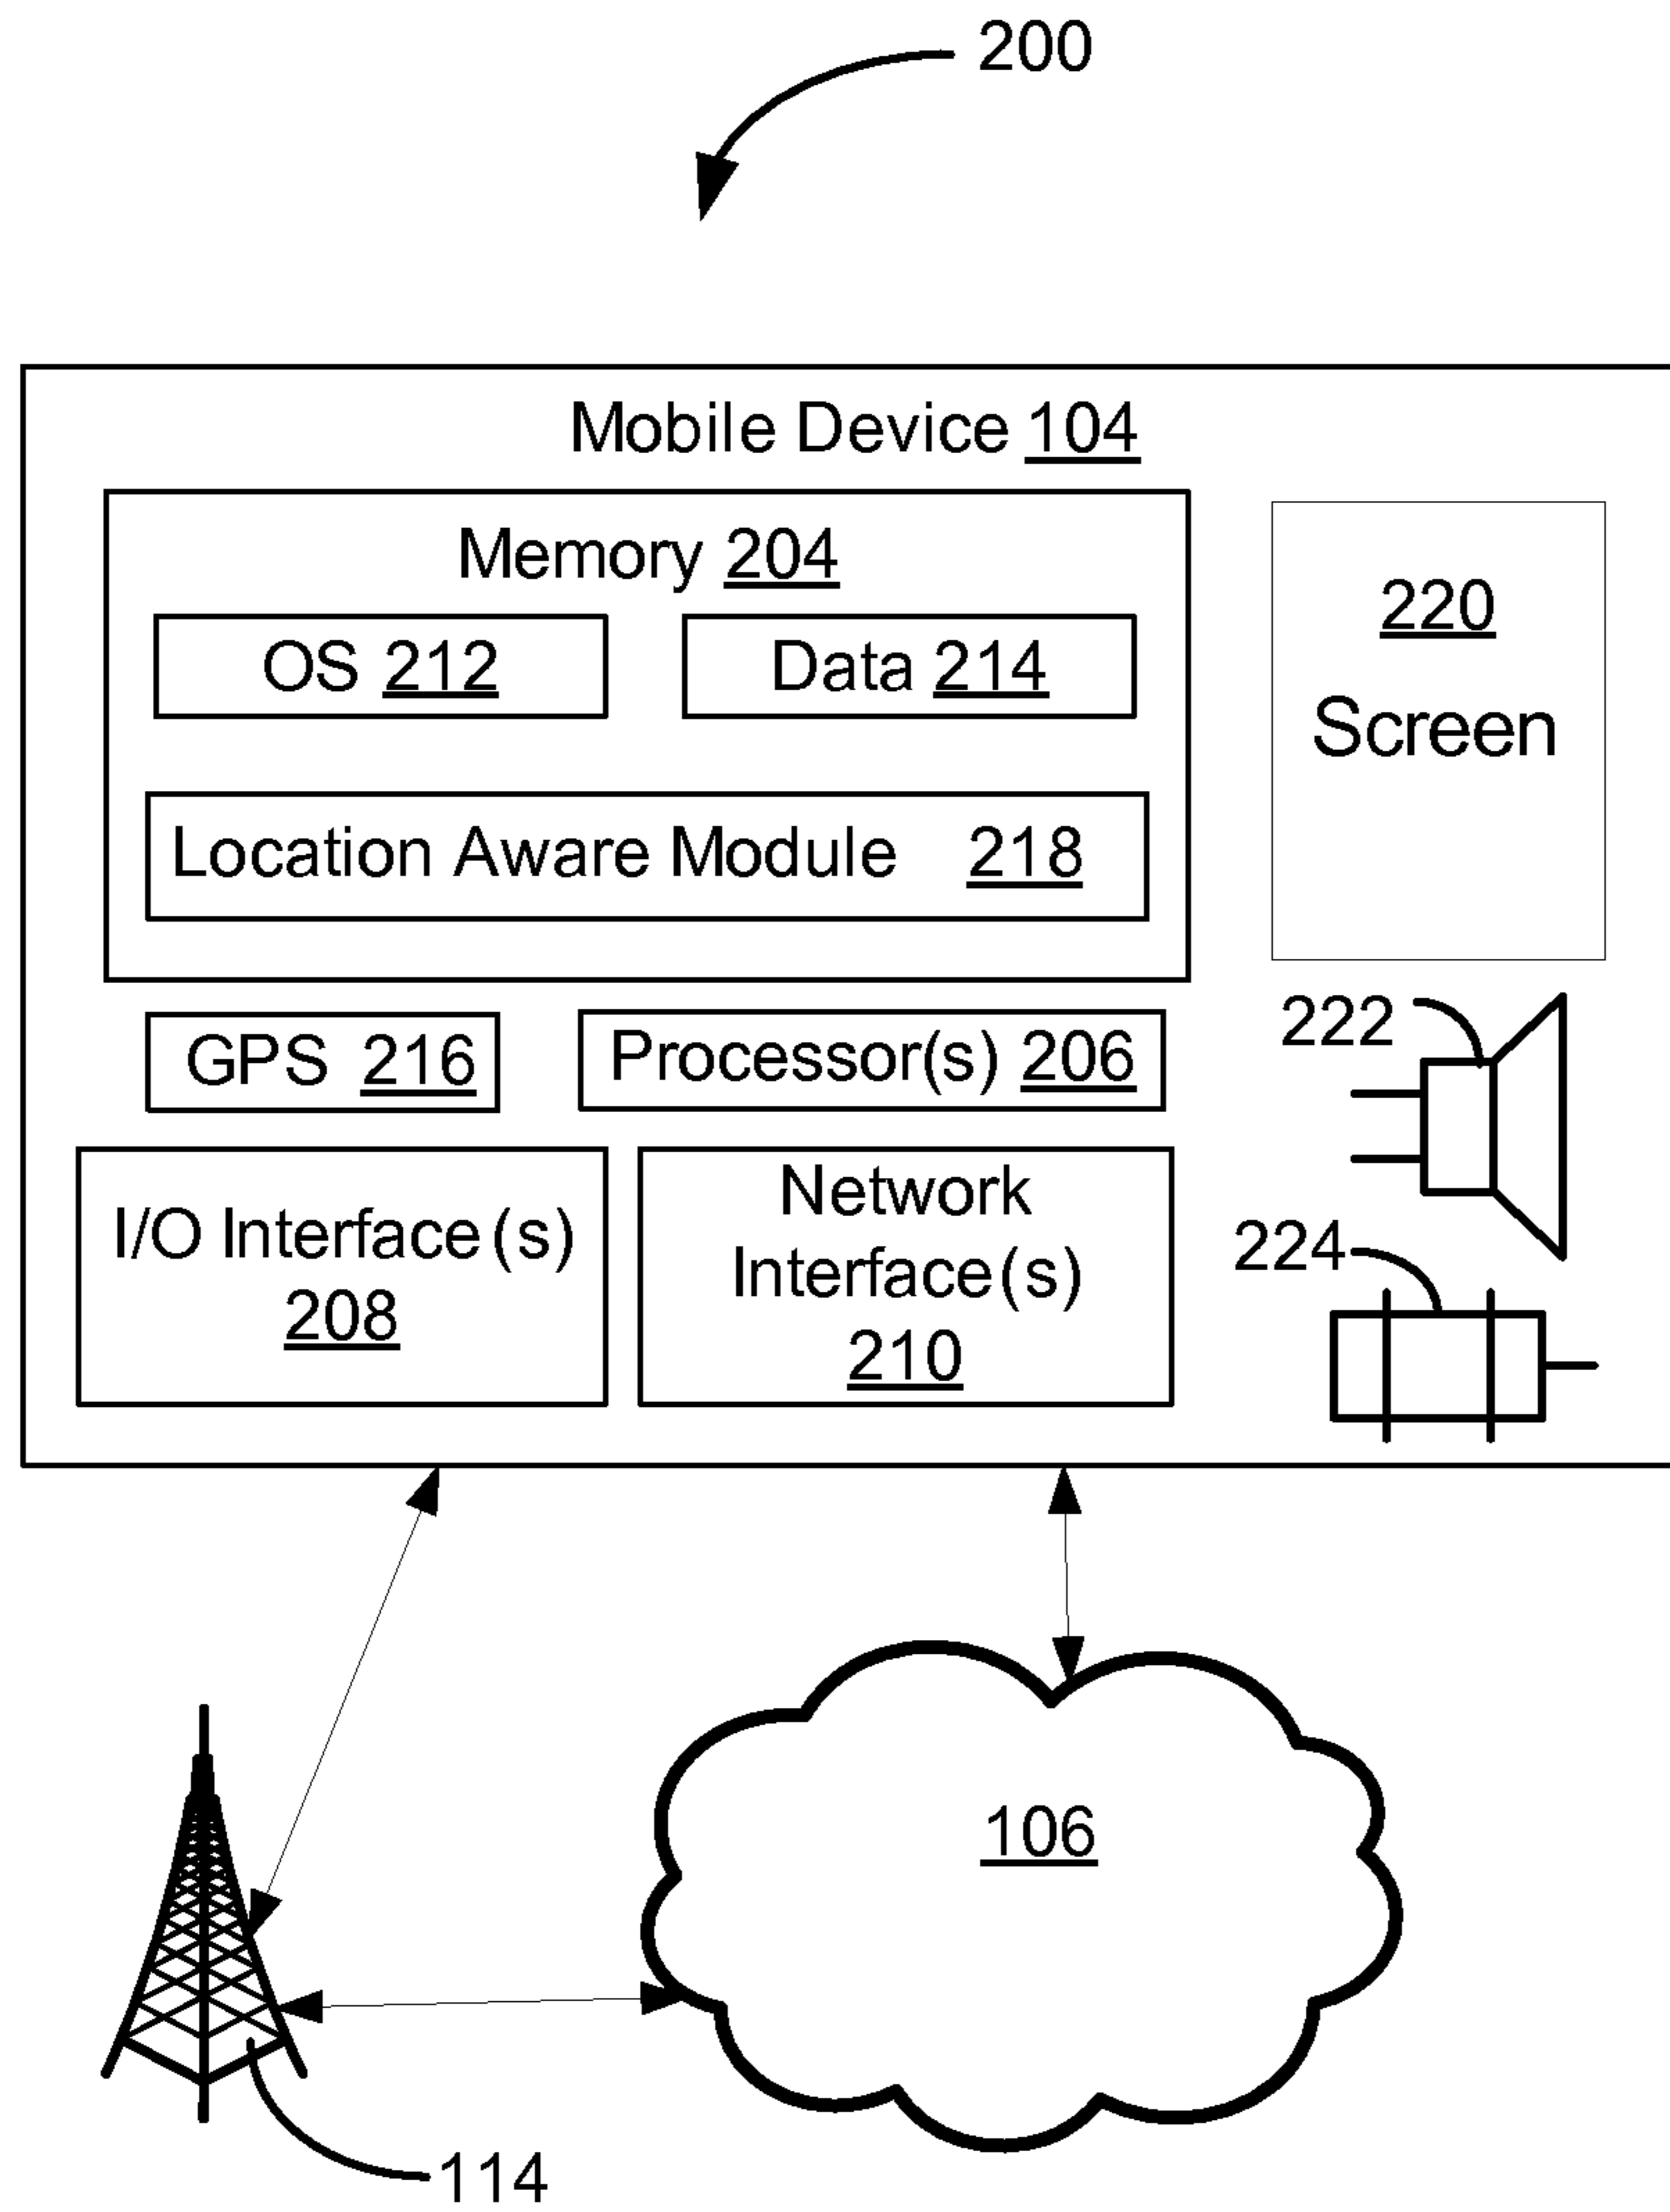 200
Mobile Device 104
Memory 204
OS 212
Data 214
Location Aware Module 218
220
Screen
GPS 216
Processor(s) 206
222
I/O Interface(s)
208
Network
Interface(s)
210
224
106
114